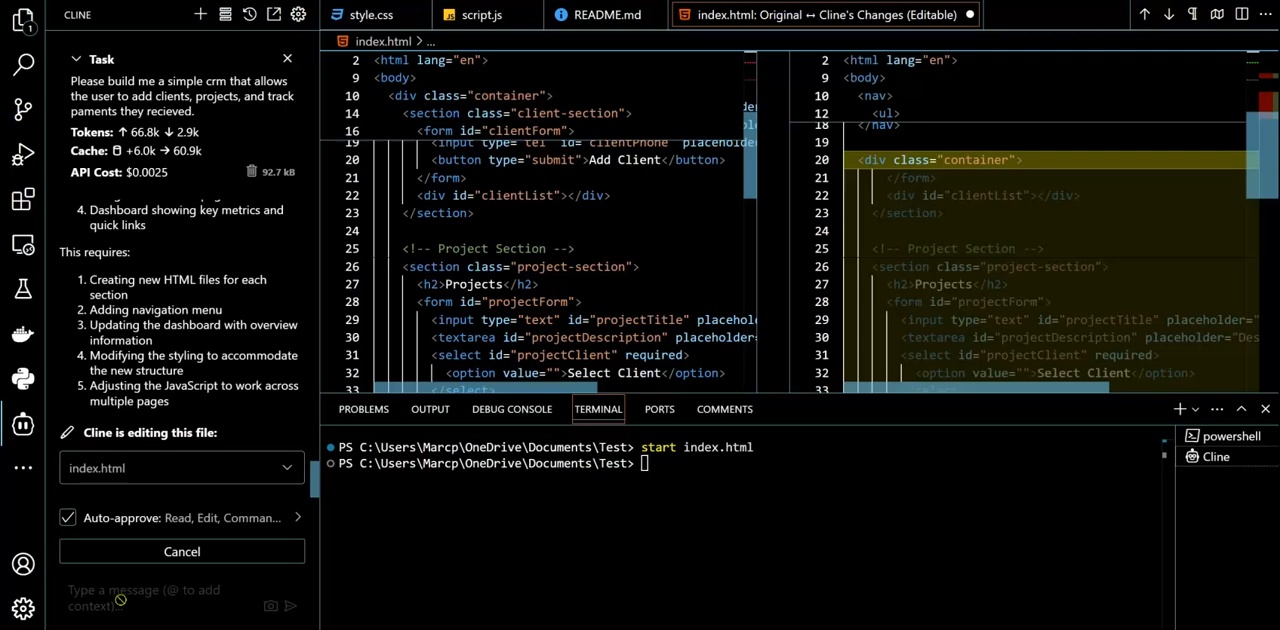 CLINE
style.css
script.js
README.md
index.html: Original ↔ Cline's Changes (Editable)
1
Task
Please build me a simple crm that allows
the user to add clients, projects, and track
paments they recieved.
Tokens: ↑ 66.8k ↓ 2.9k
Cache: +6.0k → 60.9k
API Cost: $0.0025
92.7 kB
4. Dashboard showing key metrics and
quick links
This requires:
1. Creating new HTML files for each
section
2. Adding navigation menu
3. Updating the dashboard with overview
information
4. Modifying the styling to accommodate
the new structure
5. Adjusting the JavaScript to work across
multiple pages
Cline is editing this file:
index.html
Auto-approve: Read, Edit, Comman...
Cancel
Type a message (@ to add
context)...
index.html > ...
2 <html lang="en">
9 <body>
10 <div class="container">
14 <section class="client-section">
16 <form id="clientForm">
19 <input type="tel" id="clientPhone" placeholder
20 <button type="submit">Add Client</button>
21 </form>
22 <div id="clientList"></div>
23 </section>
24
25 <!-- Project Section -->
26 <section class="project-section">
27 <h2>Projects</h2>
28 <form id="projectForm">
29 <input type="text" id="projectTitle" placehol
30 <textarea id="projectDescription" placeholder=
31 <select id="projectClient" required>
32 <option value="">Select Client</option>
33 </select>
2 <html lang="en">
9 <body>
10 <nav>
12 <ul>
18 </nav>
19
20 <div class="container">
21 </form>
22 <div id="clientList"></div>
23 </section>
24
25 <!-- Project Section -->
26 <section class="project-section">
27 <h2>Projects</h2>
28 <form id="projectForm">
29 <input type="text" id="projectTitle" placeholder="
30 <textarea id="projectDescription" placeholder="Des
31 <select id="projectClient" required>
32 <option value="">Select Client</option>
33
PROBLEMS OUTPUT DEBUG CONSOLE TERMINAL PORTS COMMENTS
PS C:\Users\Marcp\OneDrive\Documents\Test> start index.html
PS C:\Users\Marcp\OneDrive\Documents\Test>
powershell
Cline